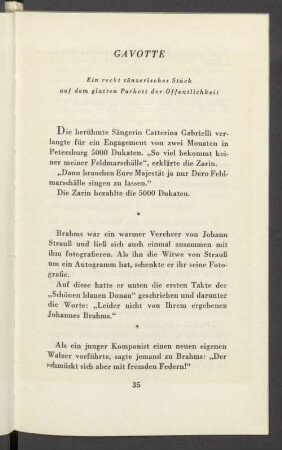 GAVOTTE
Ein recht tänzerisches Stück
auf dem glatten Parkett der Öffentlichkeit
Die berühmte Sängerin Catterina Gabrielli ver-
langte für ein Engagement von zwei Monaten in
Petersburg 5000 Dukaten. „So viel bekommt kei-
ner meiner Feldmarschälle“, erklärte die Zarin.
„Dann brauchen Eure Majestät ja nur Dero Feld-
marschälle singen zu lassen.“
Die Zarin bezahlte die 5000 Dukaten.
*
Brahms war ein warmer Verehrer von Johann
Strauß und ließ sich auch einmal zusammen mit
ihm fotografieren. Als ihn die Witwe von Strauß
um ein Autogramm bat, schenkte er ihr seine Foto-
grafie.
Auf diese hatte er unten die ersten Takte der
„Schönen blauen Donau“ geschrieben und darunter
die Worte: „Leider nicht von Ihrem ergebenen
Johannes Brahms.“
*
Als ein junger Komponist einen neuen eigenen
Walzer vorführte, sagte jemand zu Brahms: „Der
schmückt sich aber mit fremden Federn!“
35